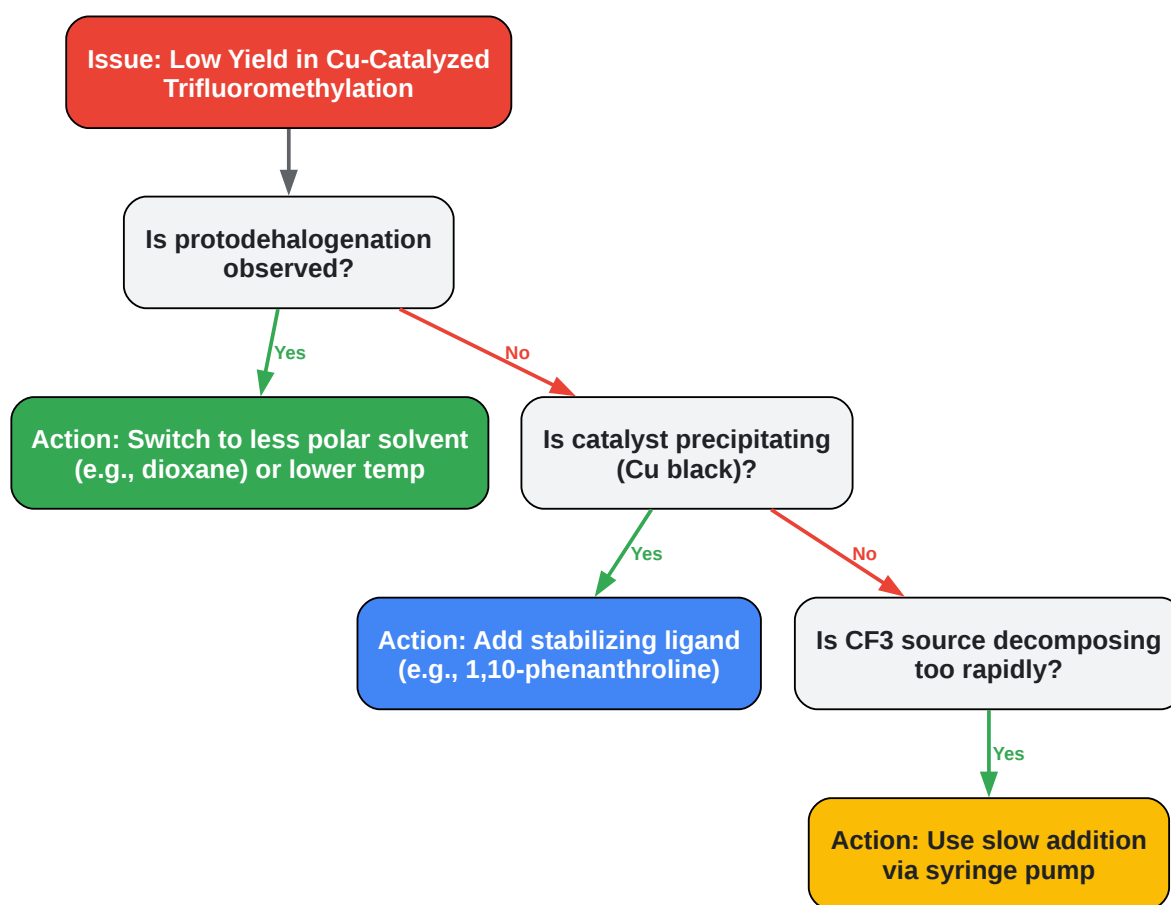 Issue: Low Yield in Cu-Catalyzed
Trifluoromethylation
Is protodehalogenation
observed?
Yes
No
Action: Switch to less polar solvent
(e.g., dioxane) or lower temp
Is catalyst precipitating
(Cu black)?
Yes
No
Action: Add stabilizing ligand
(e.g., 1,10-phenanthroline)
Is CF3 source decomposing
too rapidly?
Yes
Action: Use slow addition
via syringe pump